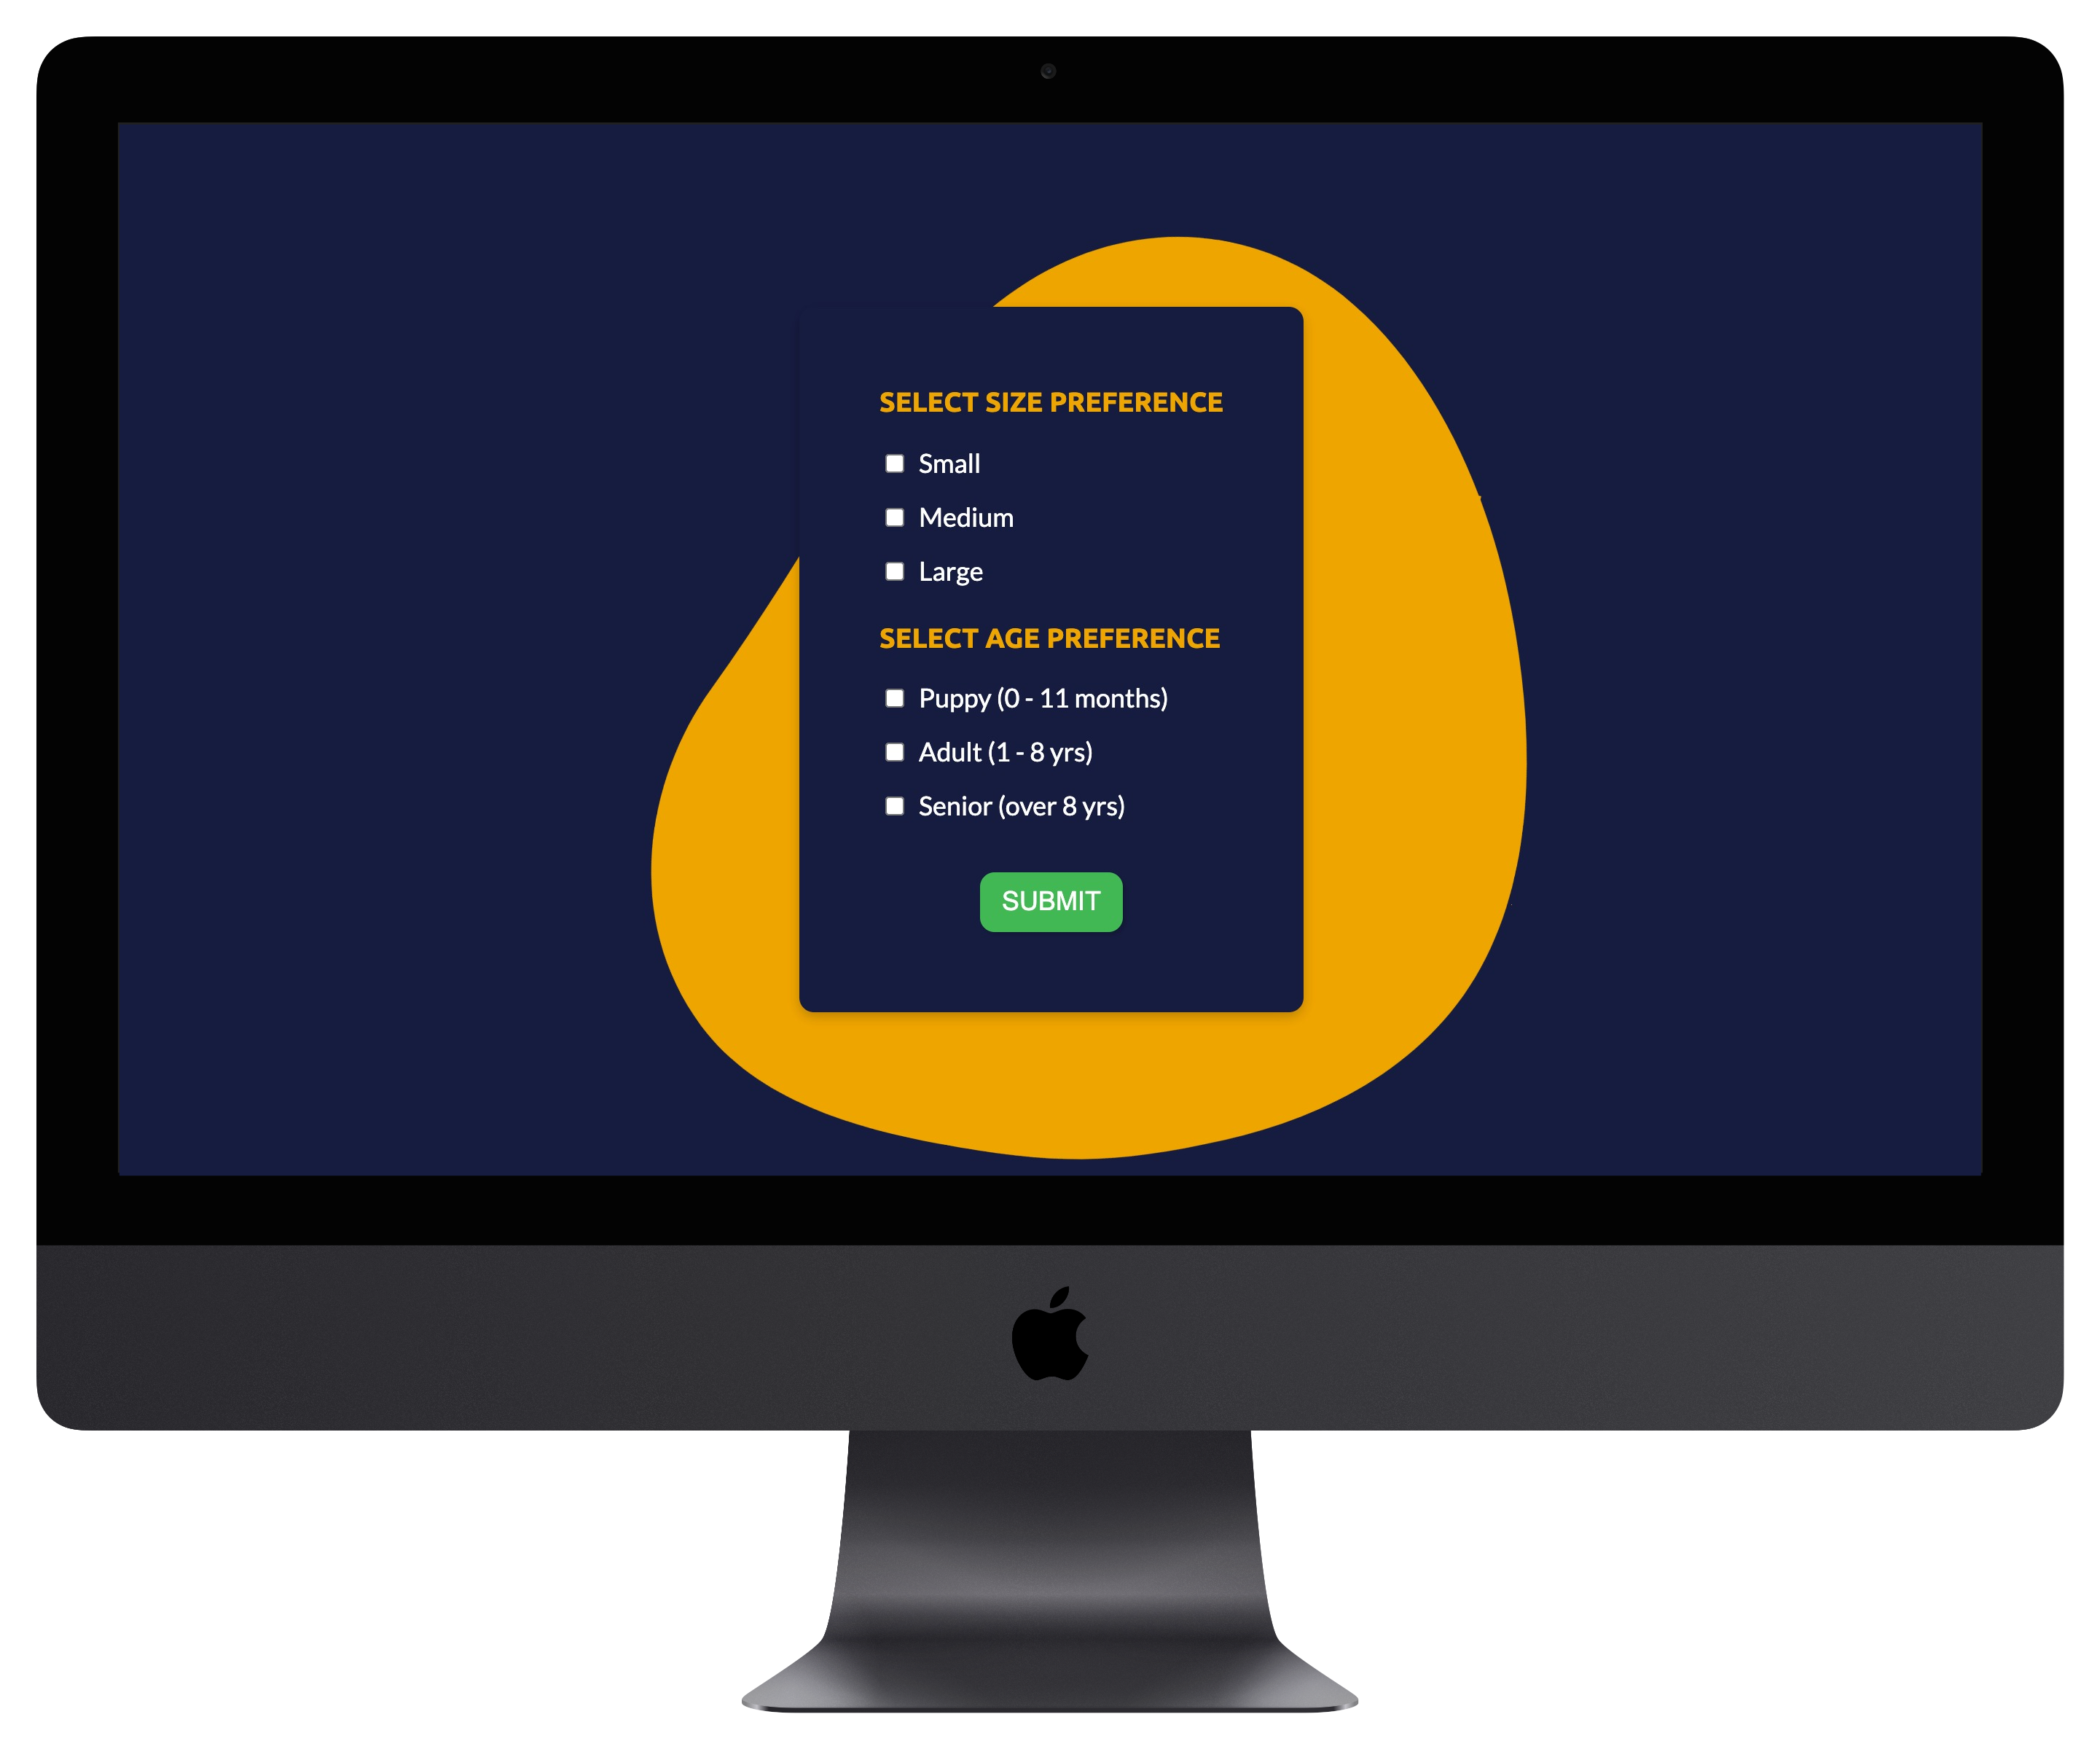 SELECT SIZE PREFERENCE
Small
Medium
Large
SELECT AGE PREFERENCE
Puppy (0 - 11 months)
Adult (1 - 8 yrs)
Senior (over 8 yrs)
SUBMIT